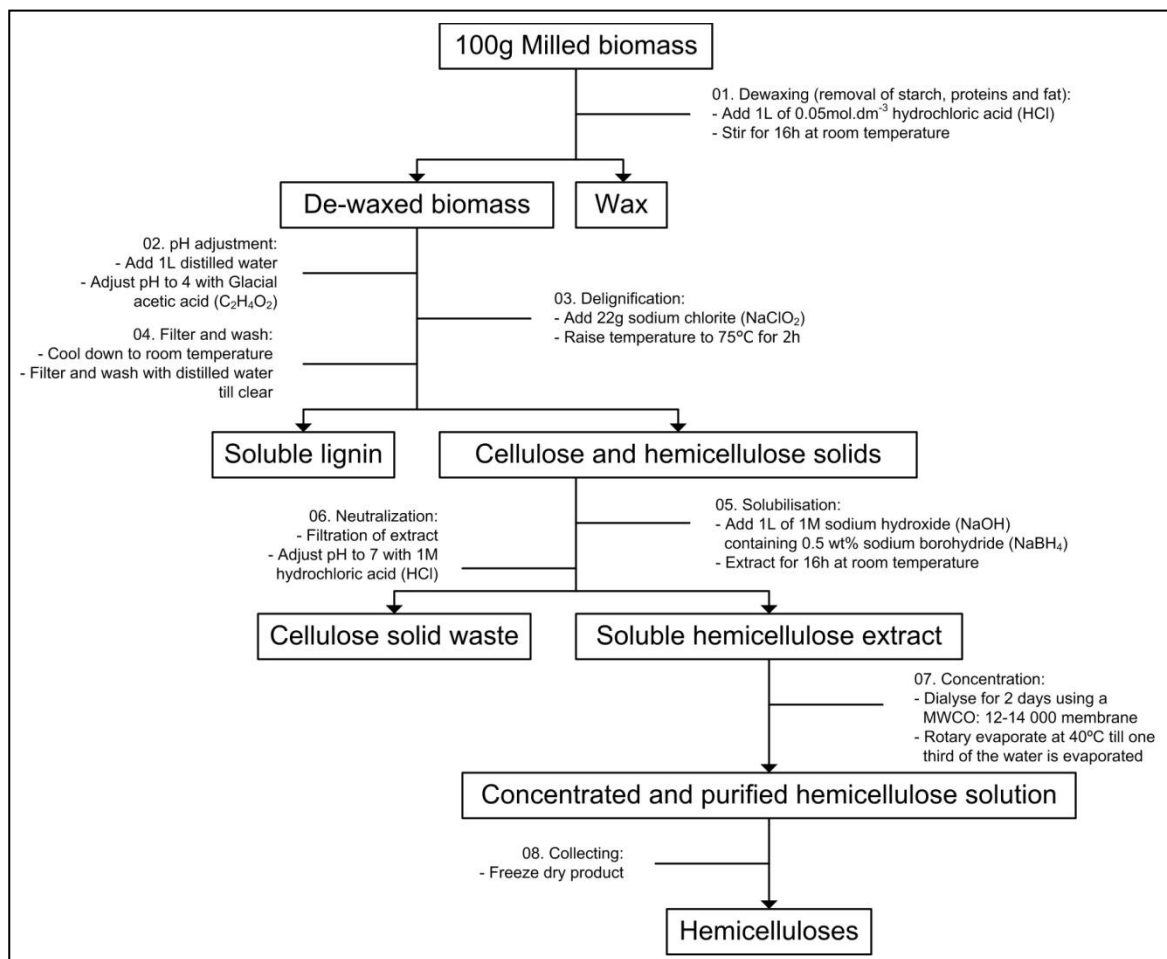 100g Milled biomass
01. Dewaxing (removal of starch, proteins and fat):
- Add 1L of 0.05mol.dm⁻³ hydrochloric acid (HCl)
- Stir for 16h at room temperature
De-waxed biomass
Wax
02. pH adjustment:
- Add 1L distilled water
- Adjust pH to 4 with Glacial
acetic acid (C₂H₄O₂)
03. Delignification:
- Add 22g sodium chlorite (NaClO₂)
- Raise temperature to 75°C for 2h
04. Filter and wash:
- Cool down to room temperature
- Filter and wash with distilled water
till clear
Soluble lignin
Cellulose and hemicellulose solids
05. Solubilisation:
- Add 1L of 1M sodium hydroxide (NaOH)
containing 0.5 wt% sodium borohydride (NaBH₄)
- Extract for 16h at room temperature
06. Neutralization:
- Filtration of extract
- Adjust pH to 7 with 1M
hydrochloric acid (HCl)
Cellulose solid waste
Soluble hemicellulose extract
07. Concentration:
- Dialyse for 2 days using a
MWCO: 12-14 000 membrane
- Rotary evaporate at 40ºC till one
third of the water is evaporated
Concentrated and purified hemicellulose solution
08. Collecting:
- Freeze dry product
Hemicelluloses